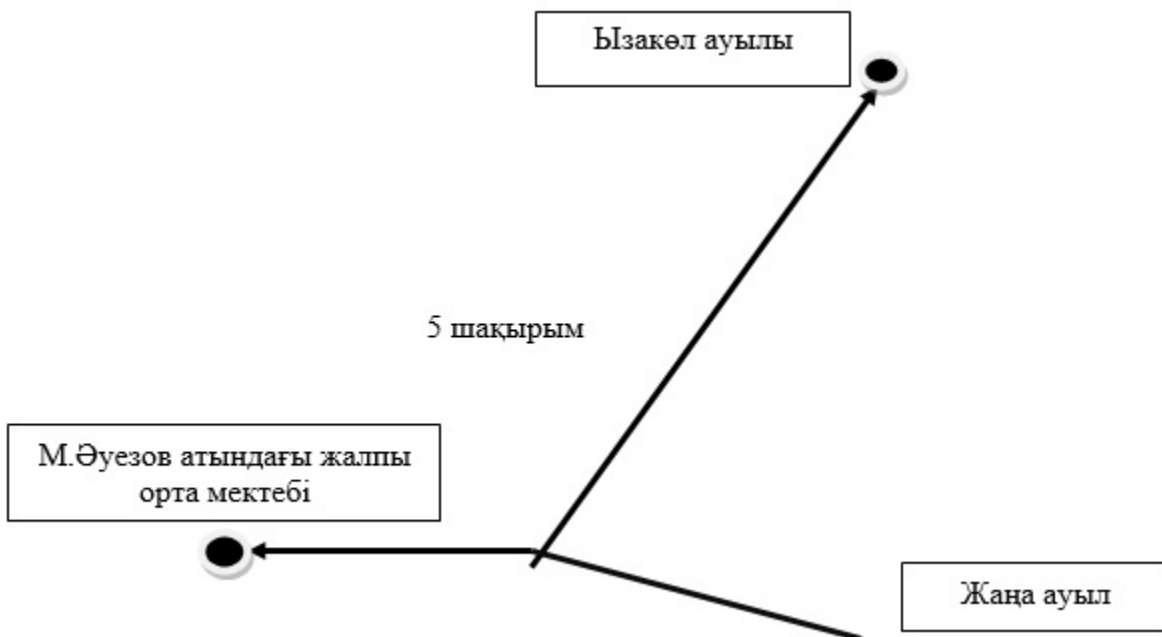 Ызакөл ауылы
5 шақырым
М.Әуезов атындағы жалпы
орта мектебі
Жаңа ауыл